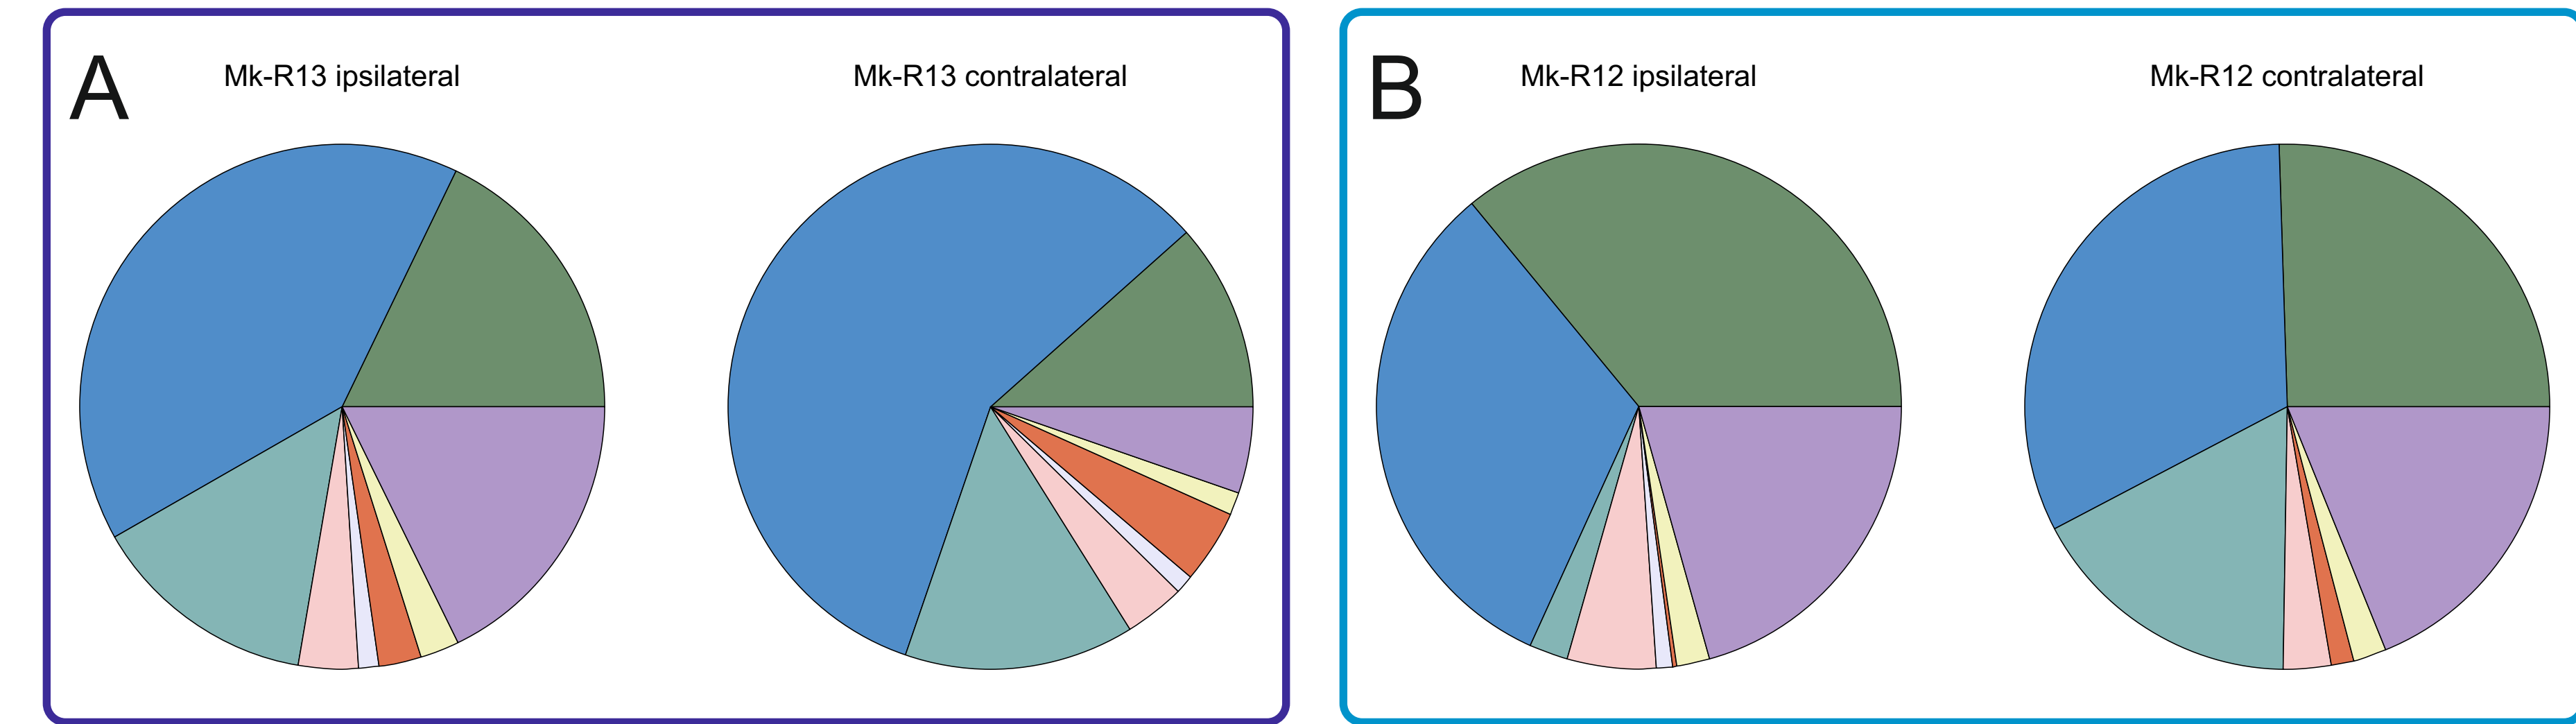 A
Mk-R13 ipsilateral
Mk-R13 contralateral
B
Mk-R12 ipsilateral
Mk-R12 contralateral